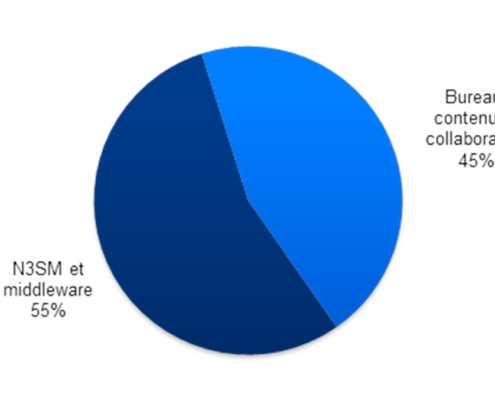 Bureau
contenu
collabora
45%
N3SM et
middleware
55%